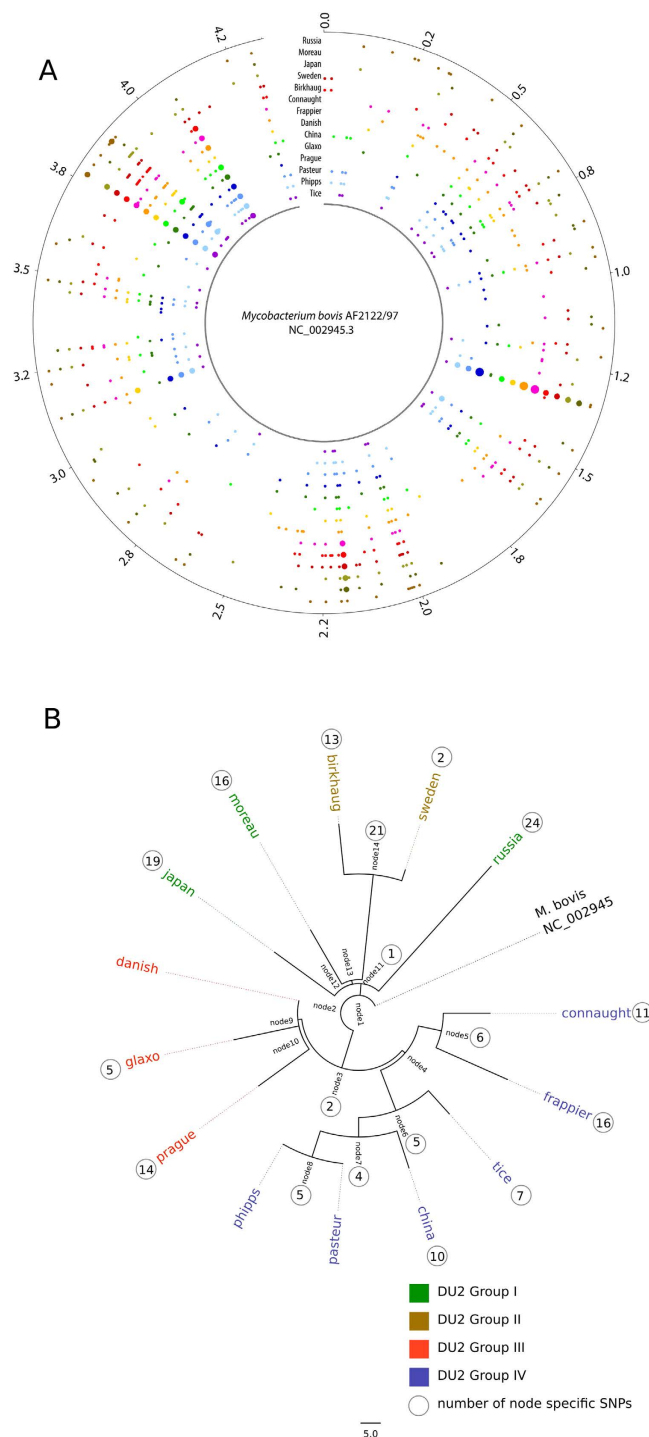 A
0.0
0.2
0.5
0.8
1.0
1.2
1.5
1.8
2.0
2.2
2.5
2.8
3.0
3.2
3.5
3.8
4.0
4.2
Russia
Moreau
Japan
Sweden
Birkhaug
Connaught
Frappier
Danish
China
Glaxo
Prague
Pasteur
Phipps
Tice
Mycobacterium bovis AF2122/97
NC_002945.3
B
13
birkhaug
2
sweden
16
moreau
21
node14
24
russia
19
japan
M. bovis
NC_002945
1
node11
node13
node12
danish
node2
node1
connaught 11
node9
node5 6
node10
node4
5 glaxo
node3
2
frappier 16
14 prague
node6
5
tice
7
node7
4
node8
5
phipps
pasteur
china
10
DU2 Group I
DU2 Group II
DU2 Group III
DU2 Group IV
number of node specific SNPs
5.0